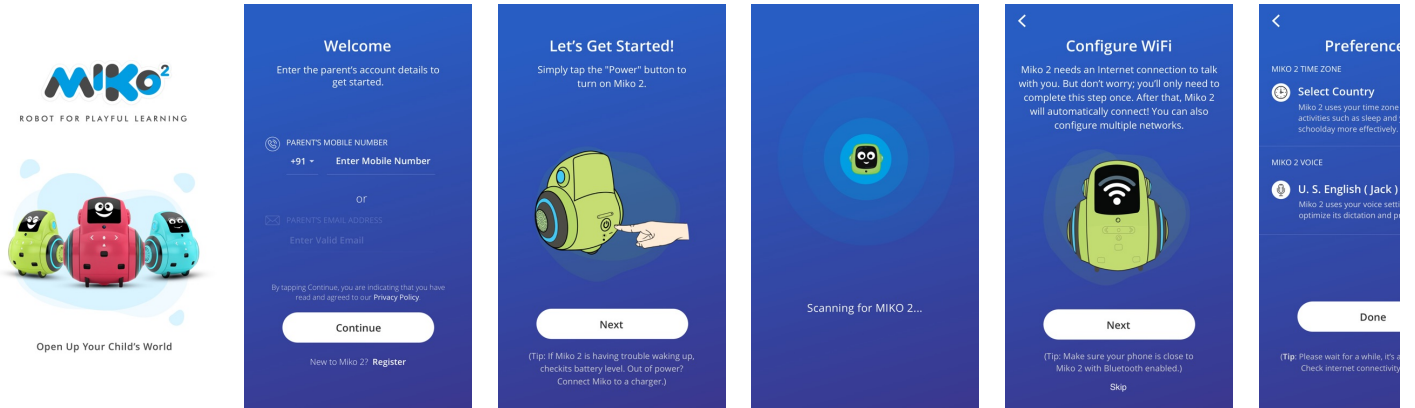 MIKO²
ROBOT FOR PLAYFUL LEARNING
Open Up Your Child's World
Welcome
Enter the parent's account details to
get started.
PARENT'S MOBILE NUMBER
+91 Enter Mobile Number
or
PARENT'S EMAIL ADDRESS
Enter Valid Email
By tapping Continue, you are indicating that you have
read and agreed to our Privacy Policy.
Continue
New to Miko 2? Register
Let's Get Started!
Simply tap the "Power" button to
turn on Miko 2.
Next
(Tip: If Miko 2 is having trouble waking up,
checkits battery level. Out of power?
Connect Miko to a charger.)
Scanning for MIKO 2...
Configure WiFi
Miko 2 needs an Internet connection to talk
with you. But don't worry; you'll only need to
complete this step once. After that, Miko 2
will automatically connect! You can also
configure multiple networks.
Next
(Tip: Make sure your phone is close to
Miko 2 with Bluetooth enabled.)
Skip
Preference
MIKO 2 TIME ZONE
Select Country
Miko 2 uses your time zone
activities such as sleep and
schoolday more effectively.
MIKO 2 VOICE
U. S. English ( Jack )
Miko 2 uses your voice
optimize its dictation and
Done
(Tip: Please wait for a while, it's
Check internet connectivity